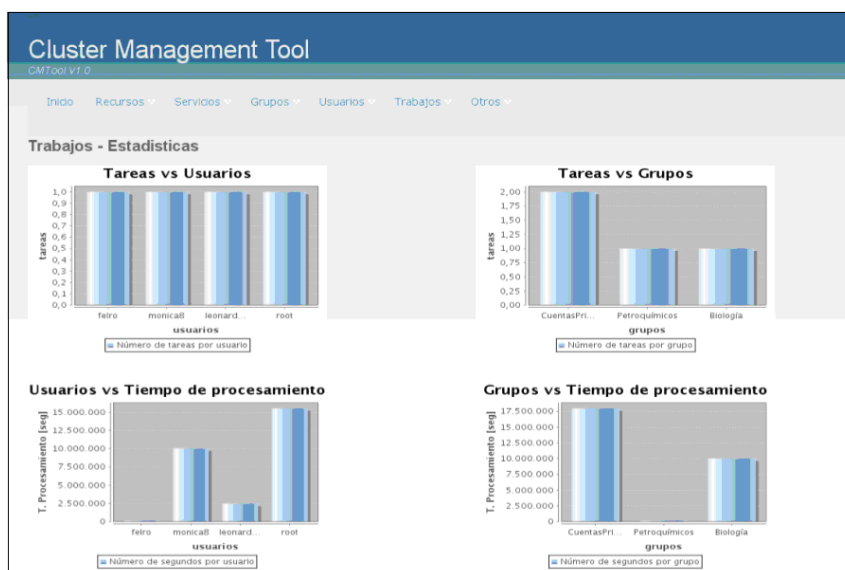 Cluster Management Tool
CMTool V1.0
Inicio Recursos Servicios Grupos Usuarios Trabajos Otros
Trabajos - Estadisticas
Tareas vs Usuarios
1,0
0,9
0,8
0,7
0,6
0,5
0,4
0,3
0,2
0,1
0,0
tareas
feiro monica8 leonard... root
usuarios
Número de tareas por usuario
Tareas vs Grupos
2,00
1,75
1,50
1,25
1,00
0,75
0,50
0,25
0,00
tareas
CuentasPri... Petroquímicos Biología
grupos
Número de tareas por grupo
Usuarios vs Tiempo de procesamiento
15.000.000
12.500.000
10.000.000
7.500.000
5.000.000
2.500.000
0
T. Procesamiento [seg]
feiro monica8 leonard... root
usuarios
Número de segundos por usuario
Grupos vs Tiempo de procesamiento
17.500.000
15.000.000
12.500.000
10.000.000
7.500.000
5.000.000
2.500.000
0
T. Procesamiento [seg]
CuentasPri... Petroquímicos Biología
grupos
Número de segundos por grupo